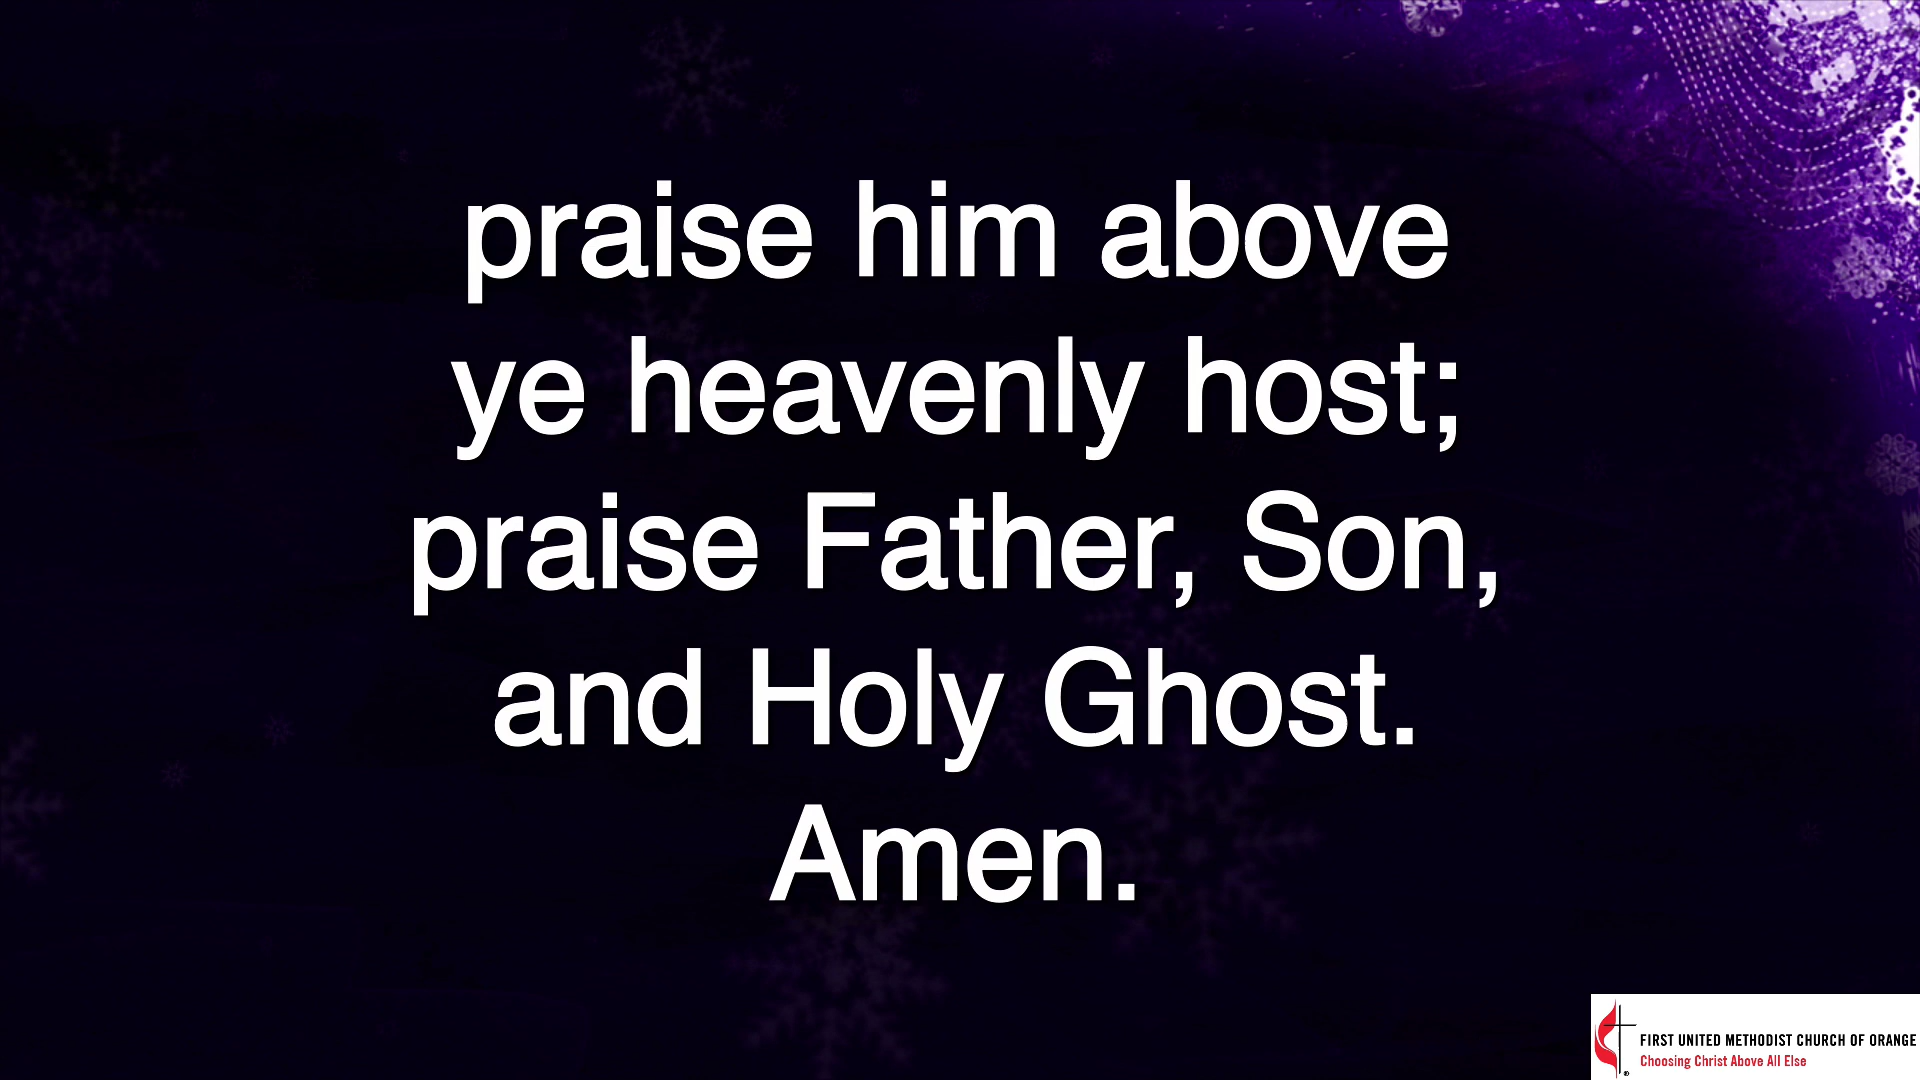 praise him above
ye heavenly host;
praise Father, Son,
and Holy Ghost.
Amen.
FIRST UNITED METHODIST CHURCH OF ORANGE
Choosing Christ Above All Else